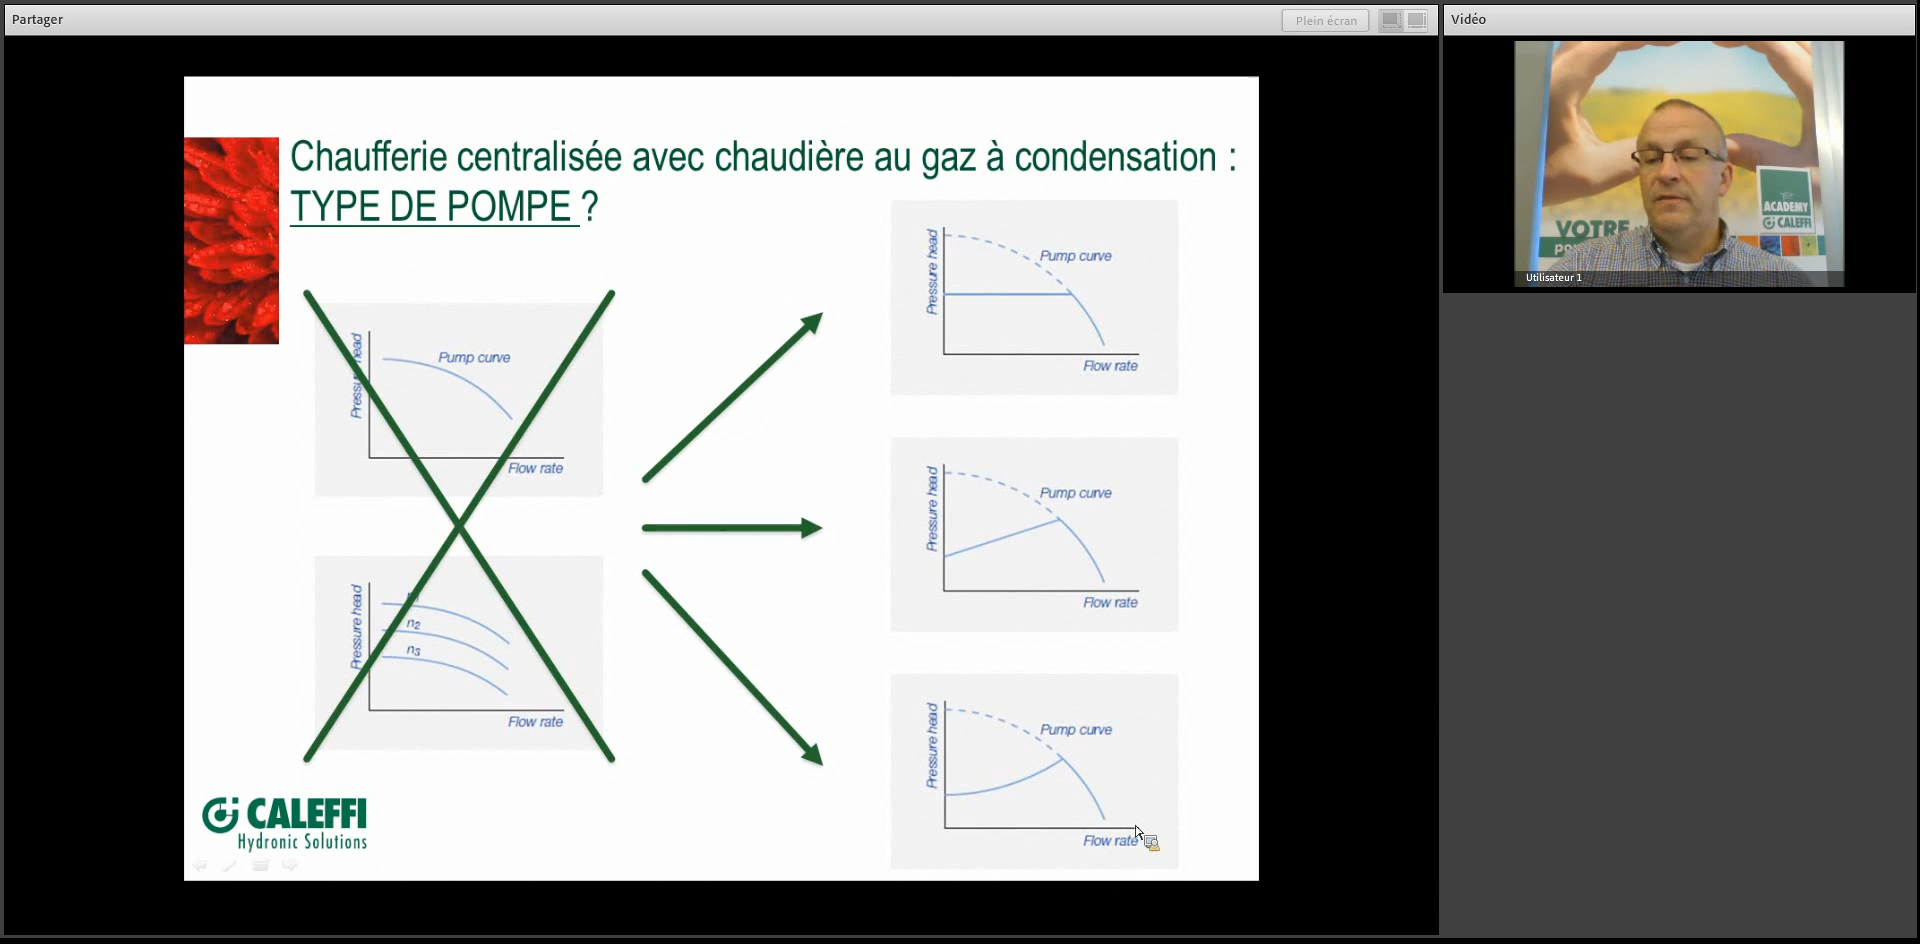 Partager
Plein écran
Vidéo
Chaufferie centralisée avec chaudière au gaz à condensation :
TYPE DE POMPE ?
Pressure head
Pump curve
Flow rate
Pressure head
n2
n3
Flow rate
Pressure head
Pump curve
Flow rate
Pressure head
Pump curve
Flow rate
Pressure head
Pump curve
Flow rate
CALEFFI
Hydronic Solutions
ACADEMY
CALEFFI
VOTRE
Utilisateur 1